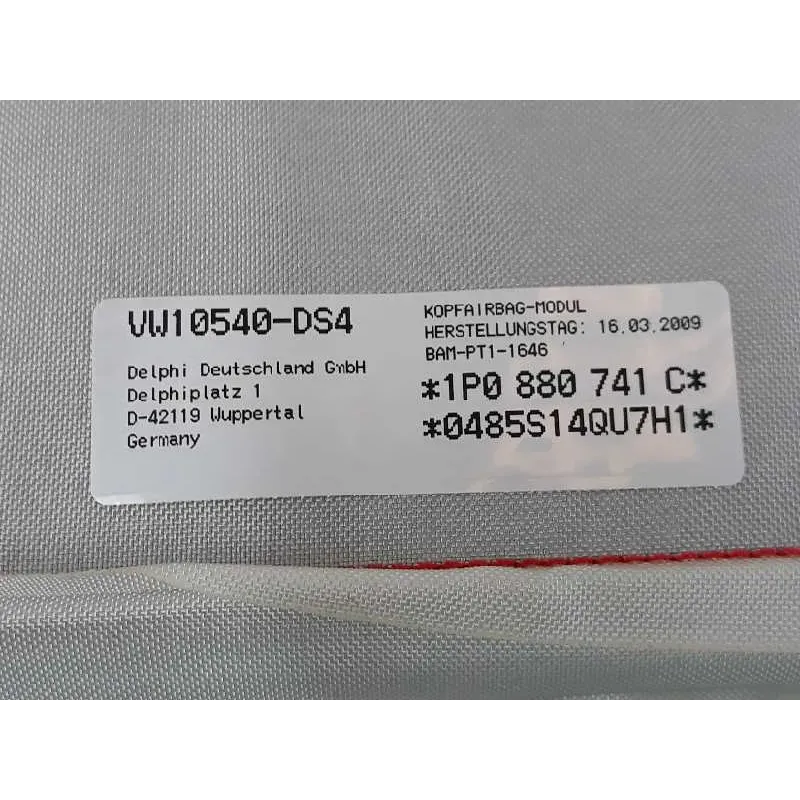 VW10540-DS4
Delphi Deutschland GmbH
Delphiplatz 1
D-42119 Wuppertal
Germany
KOPFAIRBAG-MODUL
HERSTELLUNGSTAG: 16.03.2009
BAM-PT1-1646
*1P0 880 741 C*
*0485S14QU7H1*